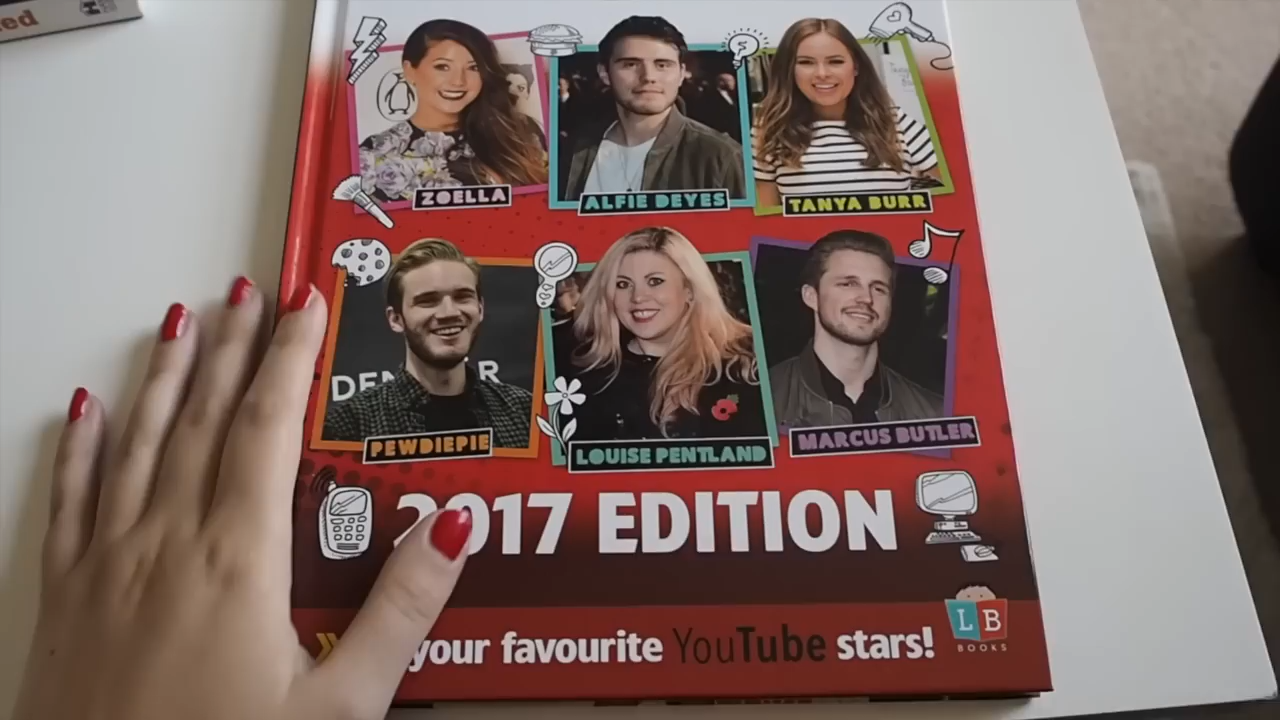 ZOELLA
ALFIE DEYES
TANYA BURR
PEWDIEPIE
LOUISE PENTLAND
MARCUS BUTLER
2017 EDITION
your favourite YouTube stars!
LB
BOOKS